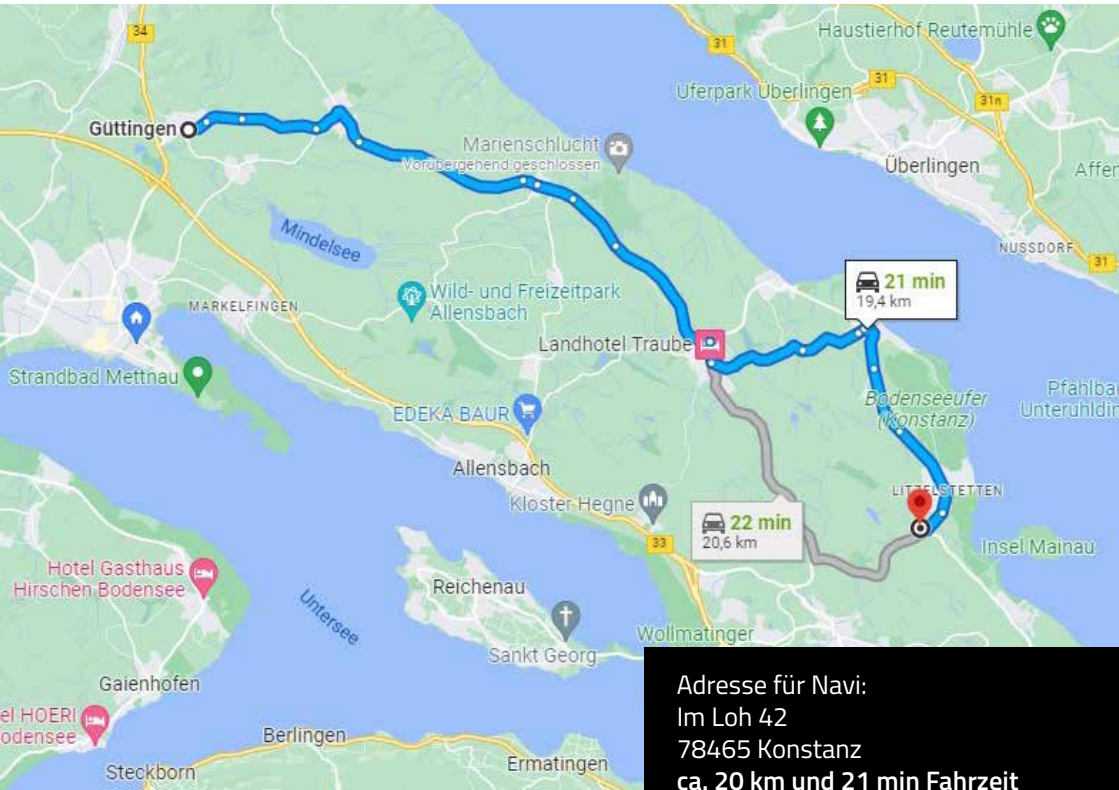 34
31
Haustierhof Reutemühle
31
31n
Uferpark Überlingen
Güttingen
Marienschlucht
Vorübergehend geschlossen
Überlingen
Mindelsee
NUSSDORF
31
21 min
19,4 km
Wild- und Freizeitpark
Allensbach
MARKELFINGEN
Landhotel Traube
Strandbad Mettnau
Bodenseeufer
(Konstanz)
EDEKA BAUR
Allensbach
LITZELSTETTEN
Kloster Hegne
22 min
20,6 km
33
Insel Mainau
Hotel Gasthaus
Hirschen Bodensee
Reichenau
Untersee
Wollmatinger
Sankt Georg
Gaienhofen
el HOERI
odensee
Berlingen
Steckborn
Ermatingen
Adresse für Navi:
Im Loh 42
78465 Konstanz
ca. 20 km und 21 min Fahrzeit